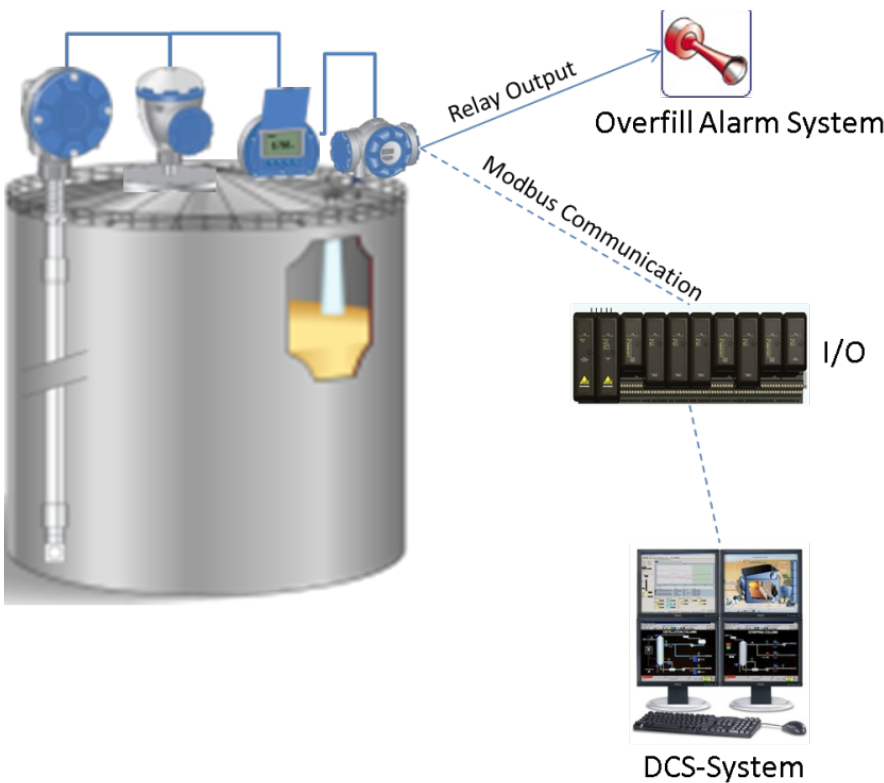 Relay Output
Overfill Alarm System
Modbus Communication
I/O
DCS-System